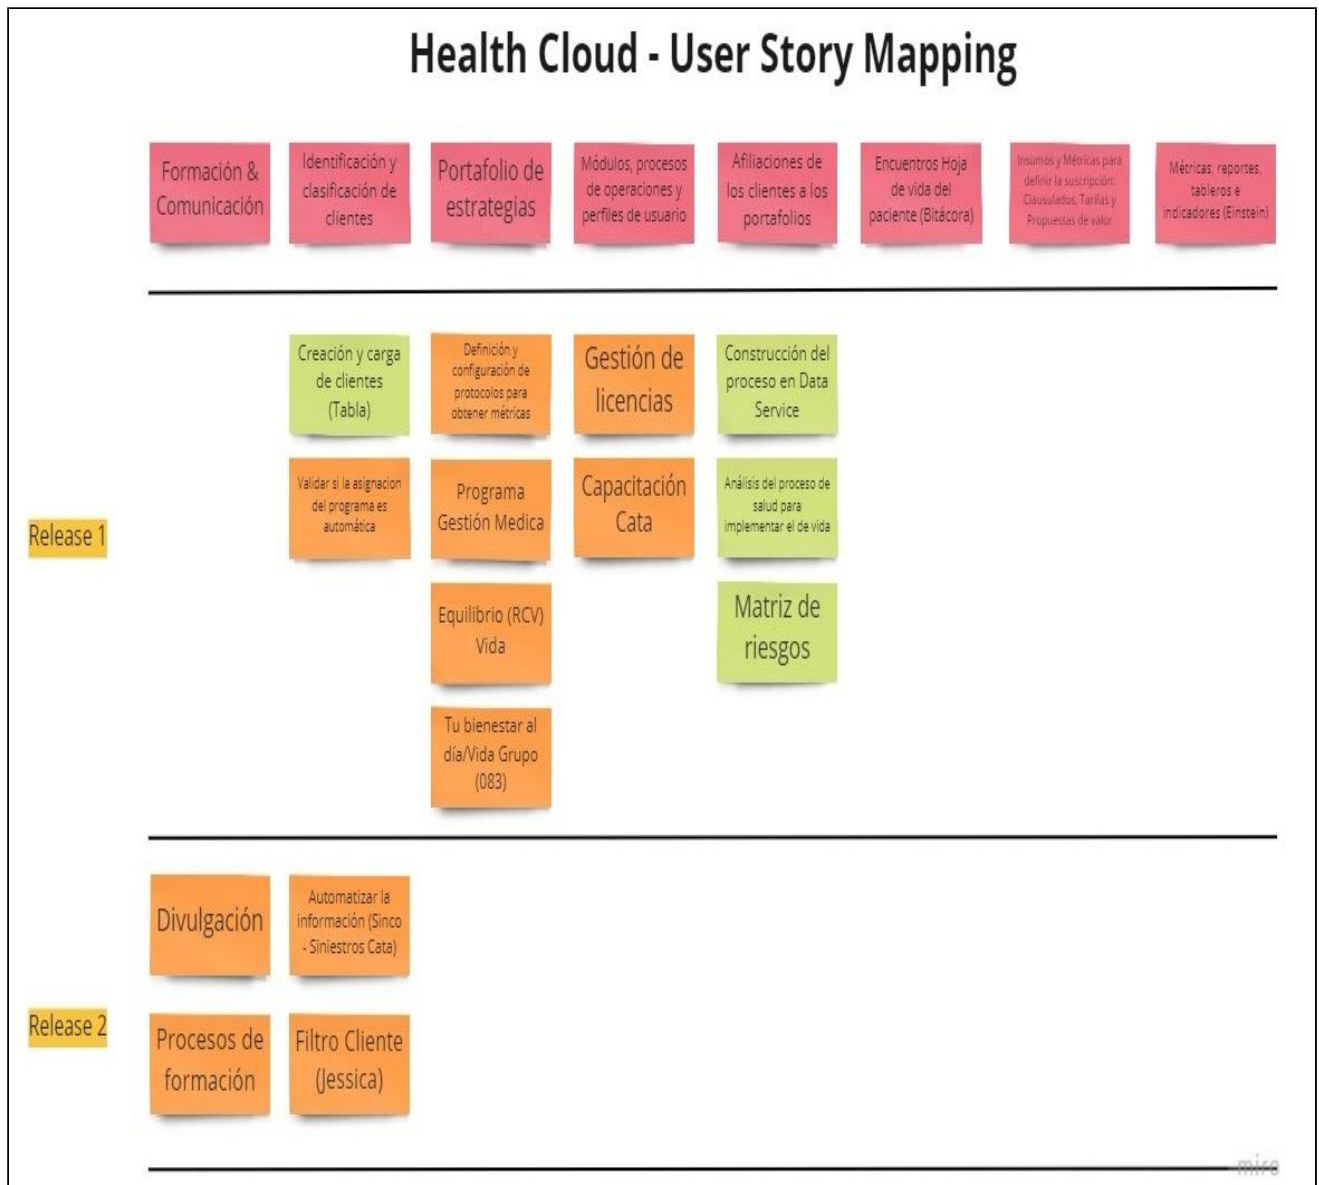 Health Cloud - User Story Mapping
Formación &
Comunicación
Identificación y
clasificación de
clientes
Portafolio de
estrategias
Módulos, procesos
de operaciones y
perfiles de usuario
Afiliaciones de
los clientes a los
portafolios
Encuentros Hoja
de vida del
paciente (Bitácora)
Insumos y Métricas para
definir la suscripción:
Clausulados, Tarifas y
Propuestas de valor
Métricas, reportes,
tableros e
indicadores (Einstein)
Release 1
Creación y carga
de clientes
(Tabla)
Definición y
configuración de
protocolos para
obtener métricas
Gestión de
licencias
Construcción del
proceso en Data
Service
Validar si la asignacion
del programa es
automática
Programa
Gestión Medica
Capacitación
Cata
Análisis del proceso de
salud para
implementar el de vida
Equilibrio (RCV)
Vida
Matriz de
riesgos
Tu bienestar al
día/Vida Grupo
(083)
Release 2
Divulgación
Automatizar la
información (Sinco
- Siniestros Cata)
Procesos de
formación
Filtro Cliente
(Jessica)
miro